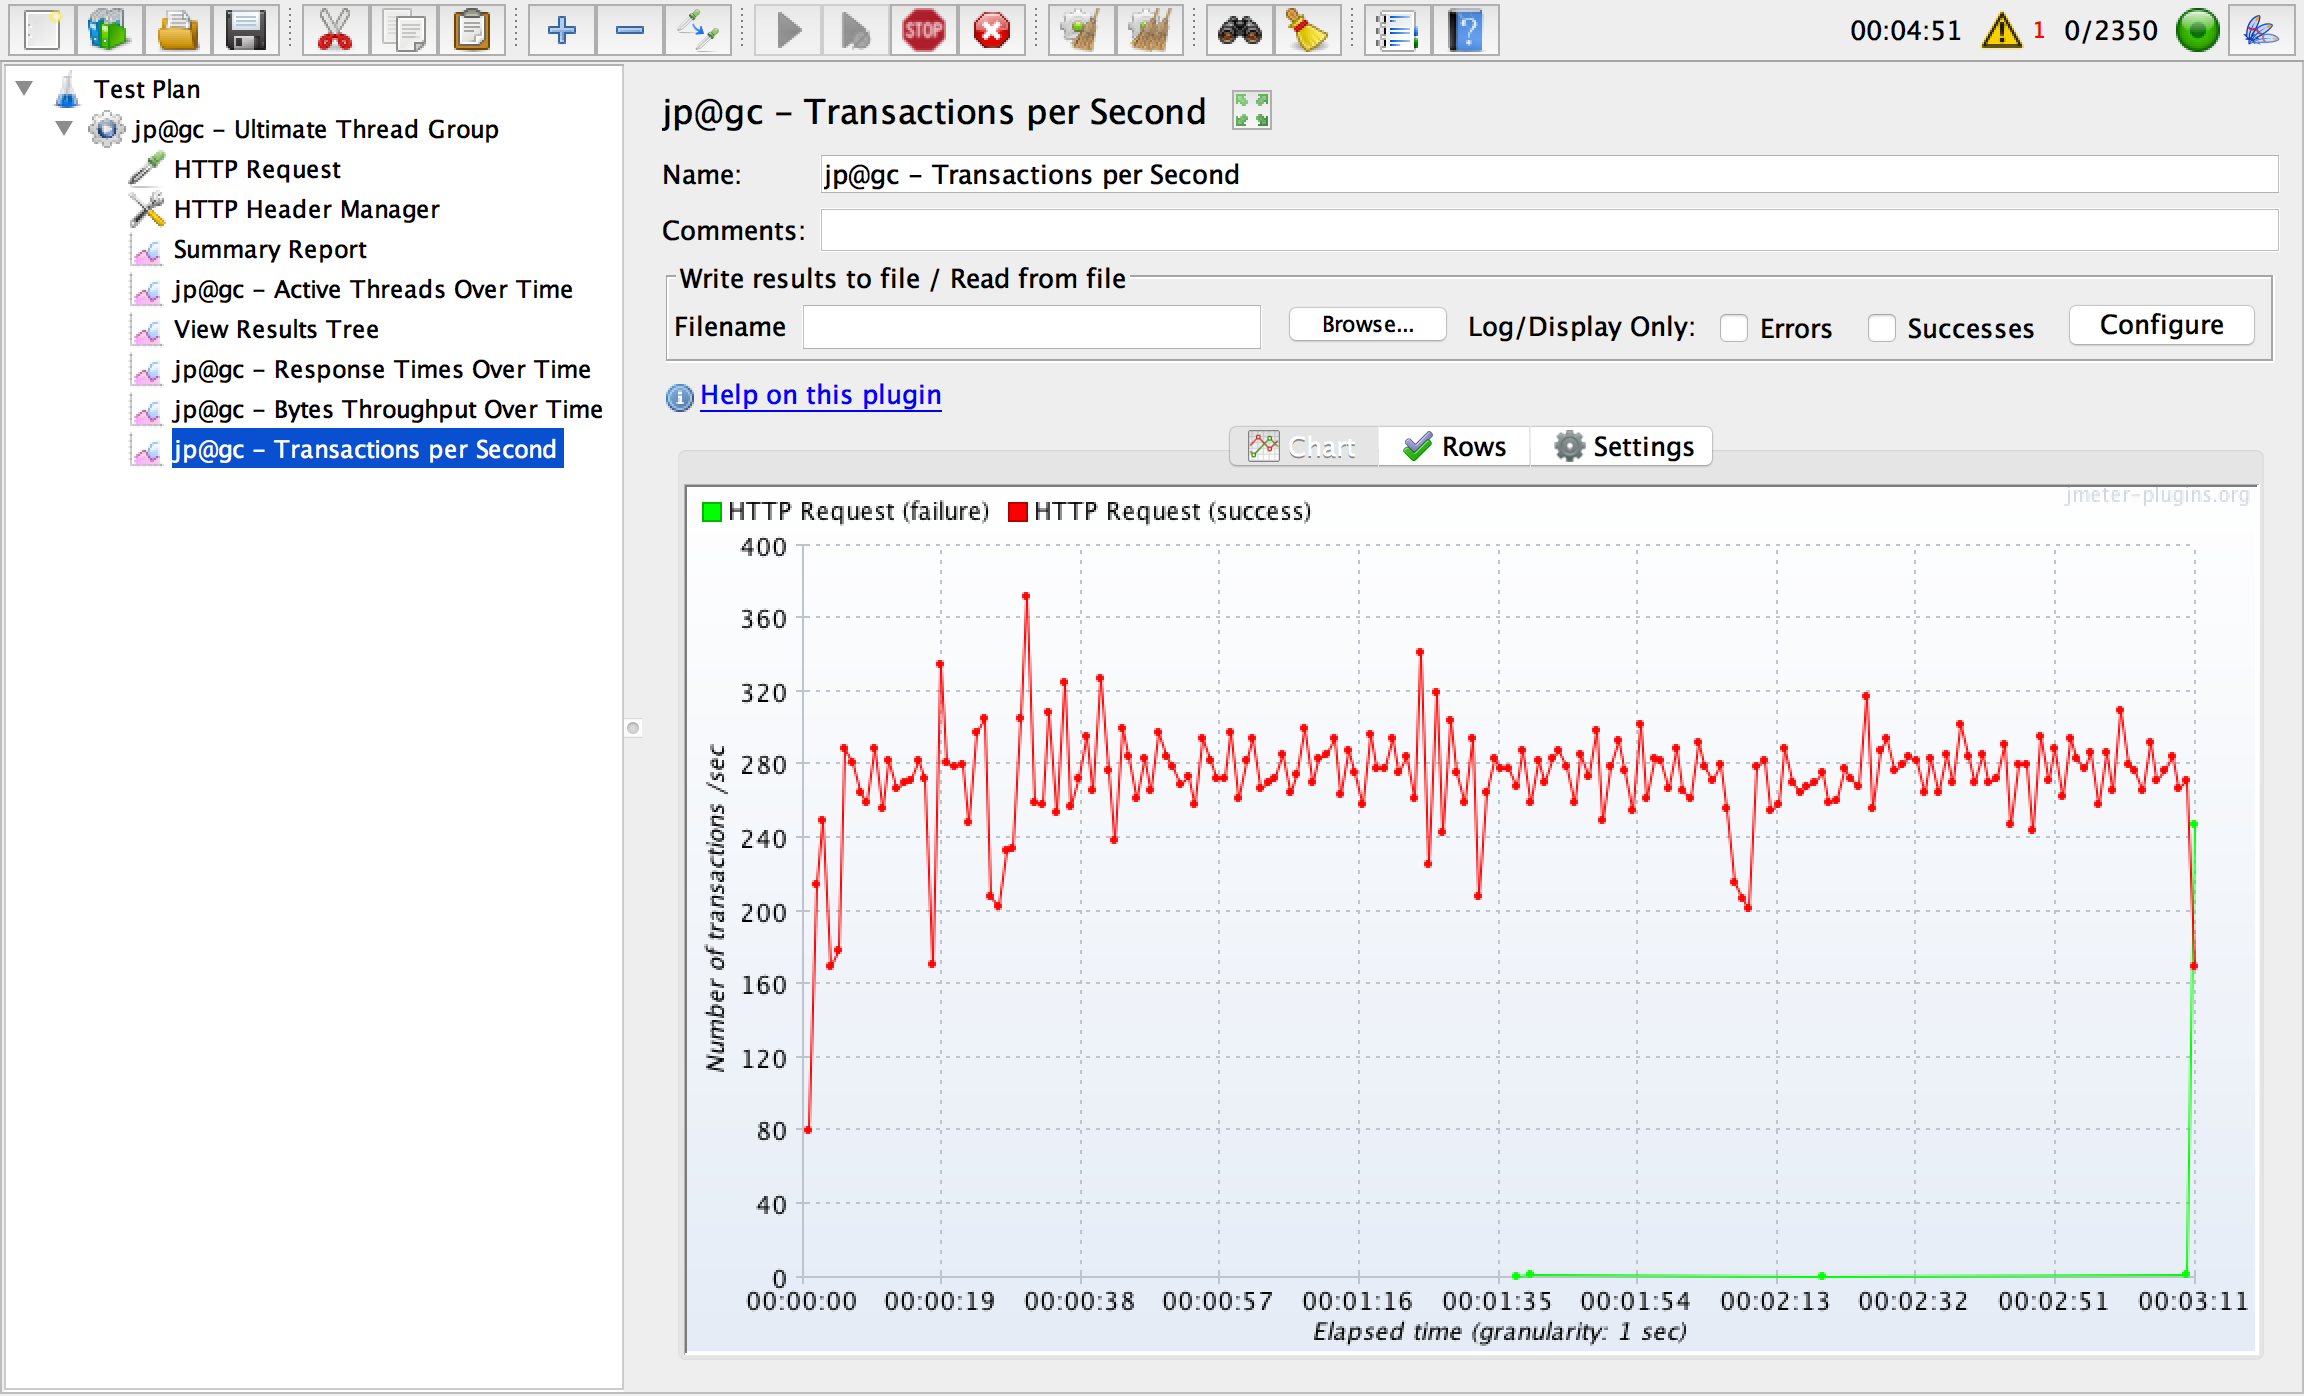 STOP
00:04:51 1 0/2350
Test Plan
jp@gc – Ultimate Thread Group
HTTP Request
HTTP Header Manager
Summary Report
jp@gc – Active Threads Over Time
View Results Tree
jp@gc – Response Times Over Time
jp@gc – Bytes Throughput Over Time
jp@gc – Transactions per Second
jp@gc – Transactions per Second
Name: jp@gc – Transactions per Second
Comments:
Write results to file / Read from file
Filename Browse... Log/Display Only: Errors Successes Configure
Help on this plugin
Chart Rows Settings
jmeter-plugins.org
HTTP Request (failure) HTTP Request (success)
400
360
320
280
240
200
160
120
80
40
0
Number of transactions /sec
00:00:00 00:00:19 00:00:38 00:00:57 00:01:16 00:01:35 00:01:54 00:02:13 00:02:32 00:02:51 00:03:11
Elapsed time (granularity: 1 sec)